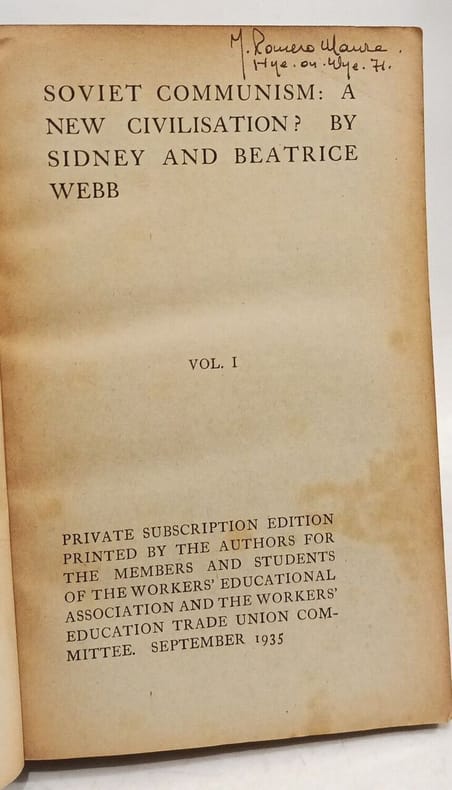 J. Romero Maura.
Hye. on. Wye. 71.
SOVIET COMMUNISM: A
NEW CIVILISATION? BY
SIDNEY AND BEATRICE
WEBB
VOL. I
PRIVATE SUBSCRIPTION EDITION
PRINTED BY THE AUTHORS FOR
THE MEMBERS AND STUDENTS
OF THE WORKERS' EDUCATIONAL
ASSOCIATION AND THE WORKERS'
EDUCATION TRADE UNION COM-
MITTEE. SEPTEMBER 1935